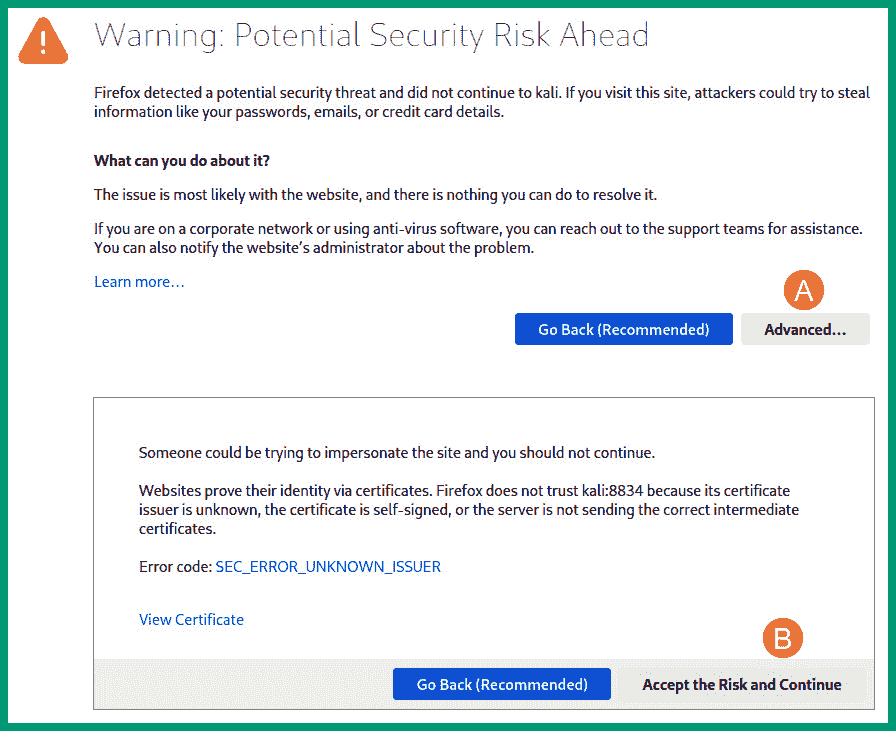 Warning: Potential Security Risk Ahead
Firefox detected a potential security threat and did not continue to kali. If you visit this site, attackers could try to steal
information like your passwords, emails, or credit card details.
What can you do about it?
The issue is most likely with the website, and there is nothing you can do to resolve it.
If you are on a corporate network or using anti-virus software, you can reach out to the support teams for assistance.
You can also notify the website's administrator about the problem.
Learn more…
A
Go Back (Recommended) Advanced…
Someone could be trying to impersonate the site and you should not continue.
Websites prove their identity via certificates. Firefox does not trust kali:8834 because its certificate
issuer is unknown, the certificate is self-signed, or the server is not sending the correct intermediate
certificates.
Error code: SEC_ERROR_UNKNOWN_ISSUER
View Certificate
B
Go Back (Recommended) Accept the Risk and Continue